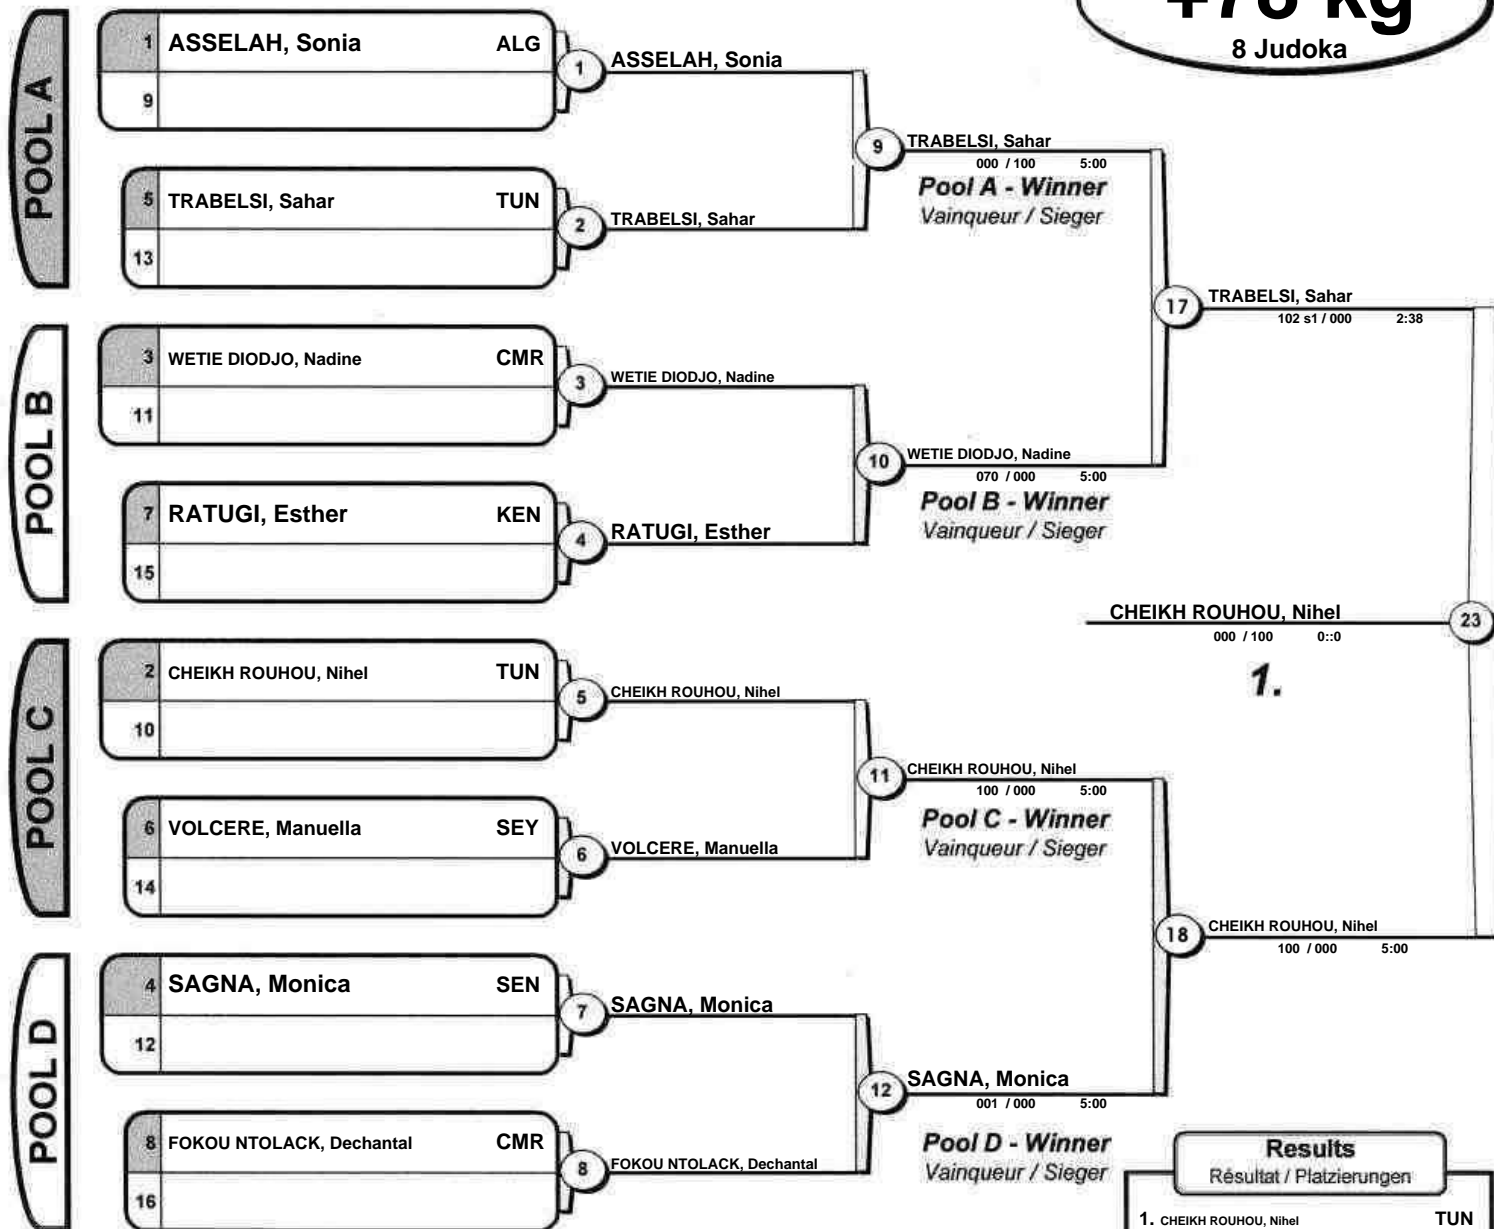 +78 kg
8 Judoka
POOL A
1 ASSELAH, Sonia ALG
9
1 ASSELAH, Sonia
5 TRABELSI, Sahar TUN
13
2 TRABELSI, Sahar
9 TRABELSI, Sahar
000 / 100 5:00
Pool A - Winner
Vainqueur / Sieger
POOL B
3 WETIE DIODJO, Nadine CMR
11
3 WETIE DIODJO, Nadine
7 RATUGI, Esther KEN
15
4 RATUGI, Esther
10 WETIE DIODJO, Nadine
070 / 000 5:00
Pool B - Winner
Vainqueur / Sieger
17 TRABELSI, Sahar
102 s1 / 000 2:38
CHEIKH ROUHOU, Nihel 23
000 / 100 0::0
1.
POOL C
2 CHEIKH ROUHOU, Nihel TUN
10
5 CHEIKH ROUHOU, Nihel
6 VOLCERE, Manuella SEY
14
6 VOLCERE, Manuella
11 CHEIKH ROUHOU, Nihel
100 / 000 5:00
Pool C - Winner
Vainqueur / Sieger
POOL D
4 SAGNA, Monica SEN
12
7 SAGNA, Monica
8 FOKOU NTOLACK, Dechantal CMR
16
8 FOKOU NTOLACK, Dechantal
12 SAGNA, Monica
001 / 000 5:00
Pool D - Winner
Vainqueur / Sieger
18 CHEIKH ROUHOU, Nihel
100 / 000 5:00
Results
Résultat / Platzierungen
1. CHEIKH ROUHOU, Nihel TUN